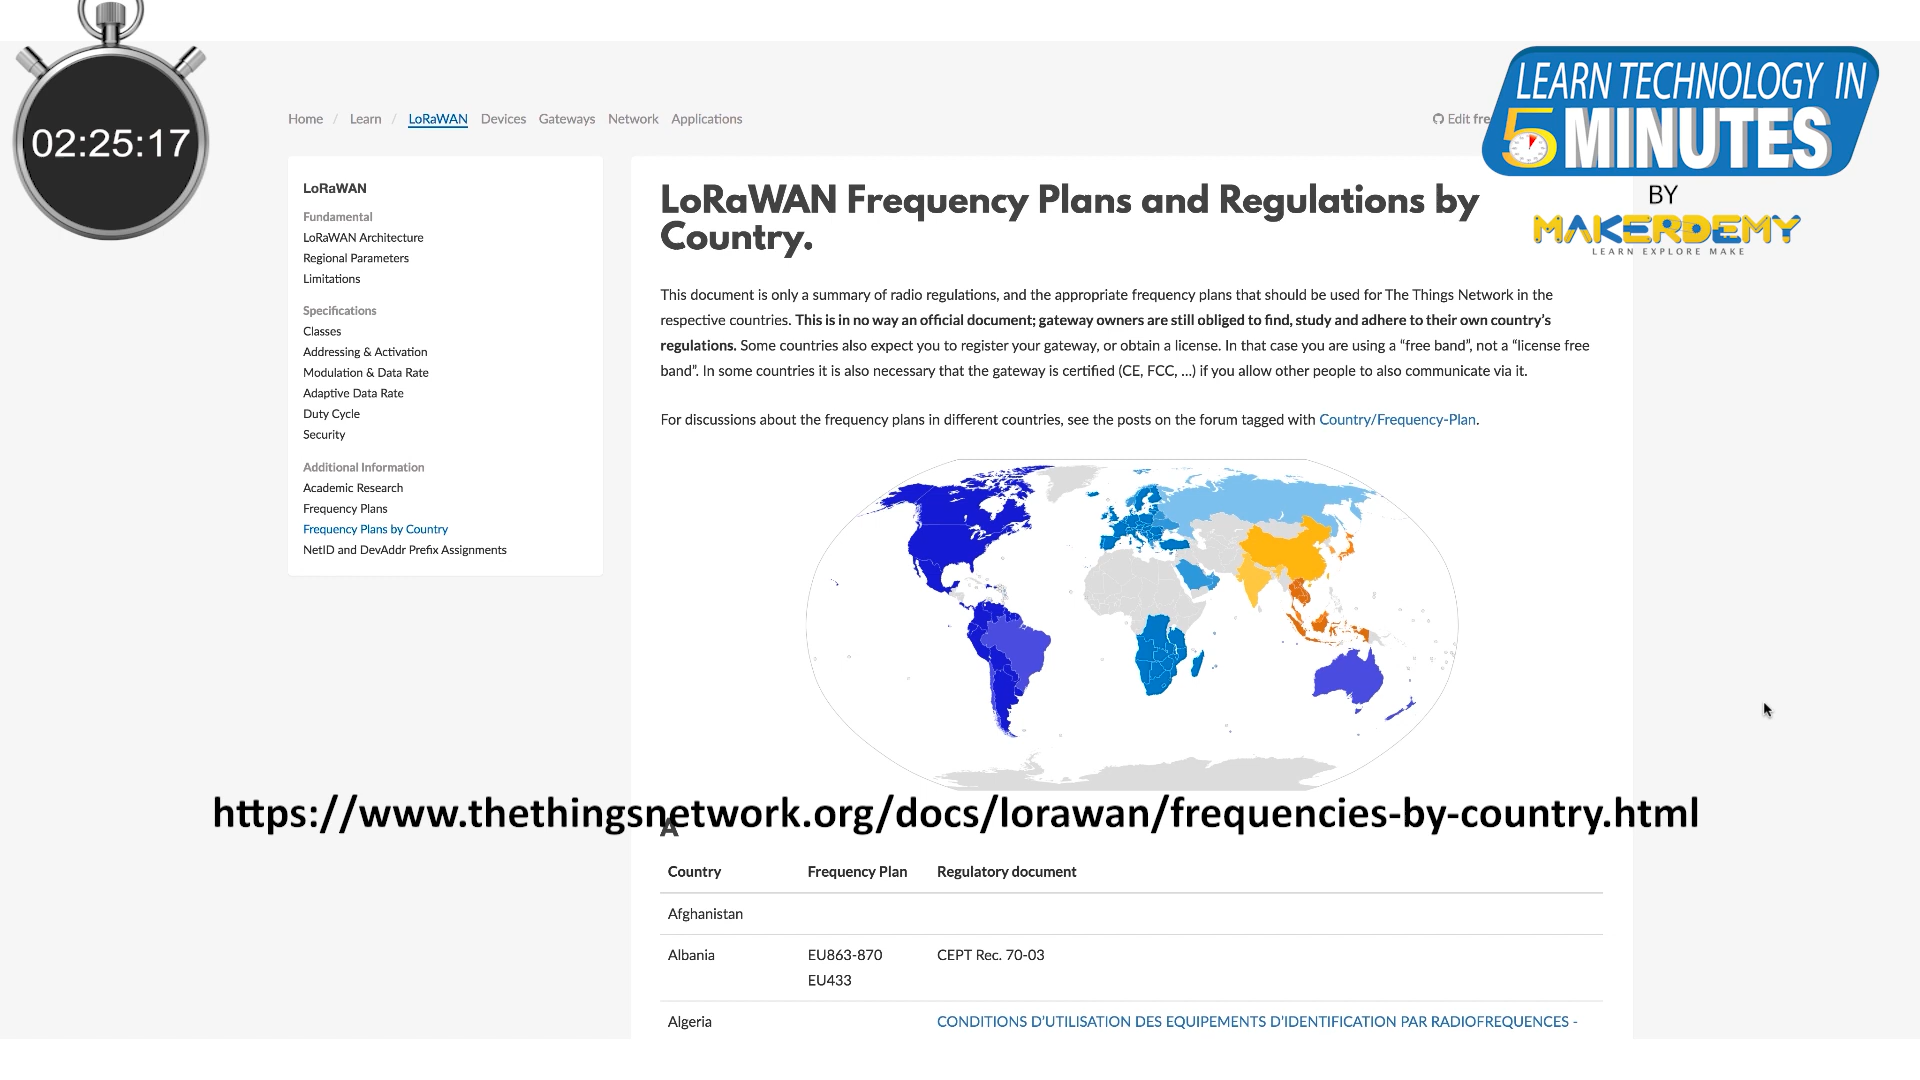 02:25:17
LEARN TECHNOLOGY IN
5 MINUTES
BY
MAKERDEMY
LEARN EXPLORE MAKE
Home / Learn / LoRaWAN Devices Gateways Network Applications
Edit fre
LoRaWAN
Fundamental
LoRaWAN Architecture
Regional Parameters
Limitations
Specifications
Classes
Addressing & Activation
Modulation & Data Rate
Adaptive Data Rate
Duty Cycle
Security
Additional Information
Academic Research
Frequency Plans
Frequency Plans by Country
NetID and DevAddr Prefix Assignments
LoRaWAN Frequency Plans and Regulations by
Country.
This document is only a summary of radio regulations, and the appropriate frequency plans that should be used for The Things Network in the
respective countries. This is in no way an official document; gateway owners are still obliged to find, study and adhere to their own country's
regulations. Some countries also expect you to register your gateway, or obtain a license. In that case you are using a “free band”, not a “license free
band”. In some countries it is also necessary that the gateway is certified (CE, FCC, ...) if you allow other people to also communicate via it.
For discussions about the frequency plans in different countries, see the posts on the forum tagged with Country/Frequency-Plan.
https://www.thethingsnetwork.org/docs/lorawan/frequencies-by-country.html
A
Country Frequency Plan Regulatory document
Afghanistan
Albania EU863-870 CEPT Rec. 70-03
EU433
Algeria CONDITIONS D'UTILISATION DES EQUIPEMENTS D'IDENTIFICATION PAR RADIOFREQUENCES -